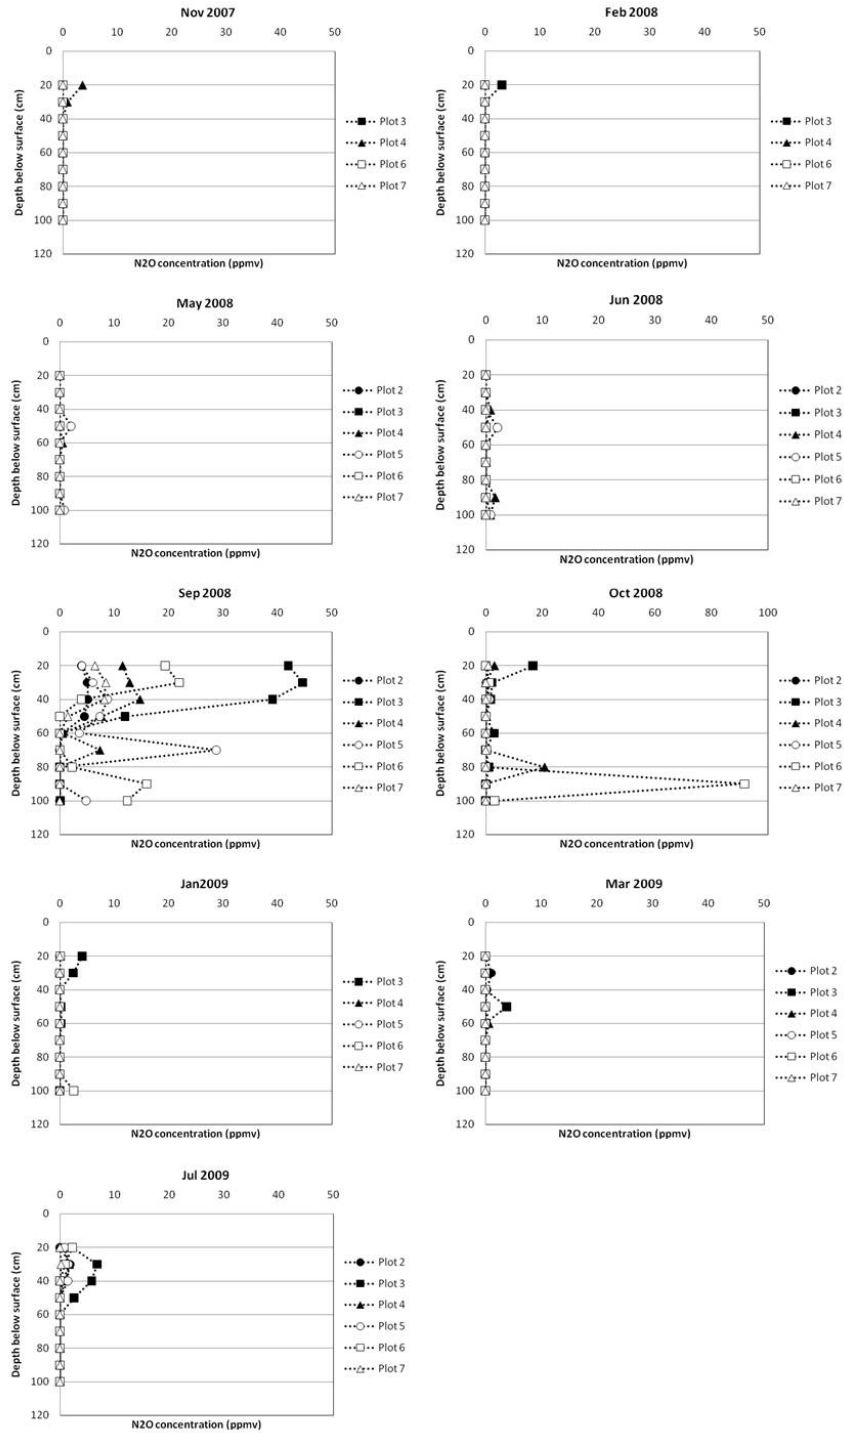 Nov 2007
0 10 20 30 40 50
0
20
40
60
80
100
120
Depth below surface (cm)
N2O concentration (ppmv)
Plot 3
Plot 4
Plot 6
Plot 7
Feb 2008
0 10 20 30 40 50
0
20
40
60
80
100
120
Depth below surface (cm)
N2O concentration (ppmv)
Plot 3
Plot 4
Plot 6
Plot 7
May 2008
0 10 20 30 40 50
0
20
40
60
80
100
120
Depth below surface (cm)
N2O concentration (ppmv)
Plot 2
Plot 3
Plot 4
Plot 5
Plot 6
Plot 7
Jun 2008
0 10 20 30 40 50
0
20
40
60
80
100
120
Depth below surface (cm)
N2O concentration (ppmv)
Plot 2
Plot 3
Plot 4
Plot 5
Plot 6
Plot 7
Sep 2008
0 10 20 30 40 50
0
20
40
60
80
100
120
Depth below surface (cm)
N2O concentration (ppmv)
Plot 2
Plot 3
Plot 4
Plot 5
Plot 6
Plot 7
Oct 2008
0 20 40 60 80 100
0
20
40
60
80
100
120
Depth below surface (cm)
N2O concentration (ppmv)
Plot 2
Plot 3
Plot 4
Plot 5
Plot 6
Plot 7
Jan2009
0 10 20 30 40 50
0
20
40
60
80
100
120
Depth below surface (cm)
N2O concentration (ppmv)
Plot 3
Plot 4
Plot 5
Plot 6
Plot 7
Mar 2009
0 10 20 30 40 50
0
20
40
60
80
100
120
Depth below surface (cm)
N2O concentration (ppmv)
Plot 2
Plot 3
Plot 4
Plot 5
Plot 6
Plot 7
Jul 2009
0 10 20 30 40 50
0
20
40
60
80
100
120
Depth below surface (cm)
N2O concentration (ppmv)
Plot 2
Plot 3
Plot 4
Plot 5
Plot 6
Plot 7